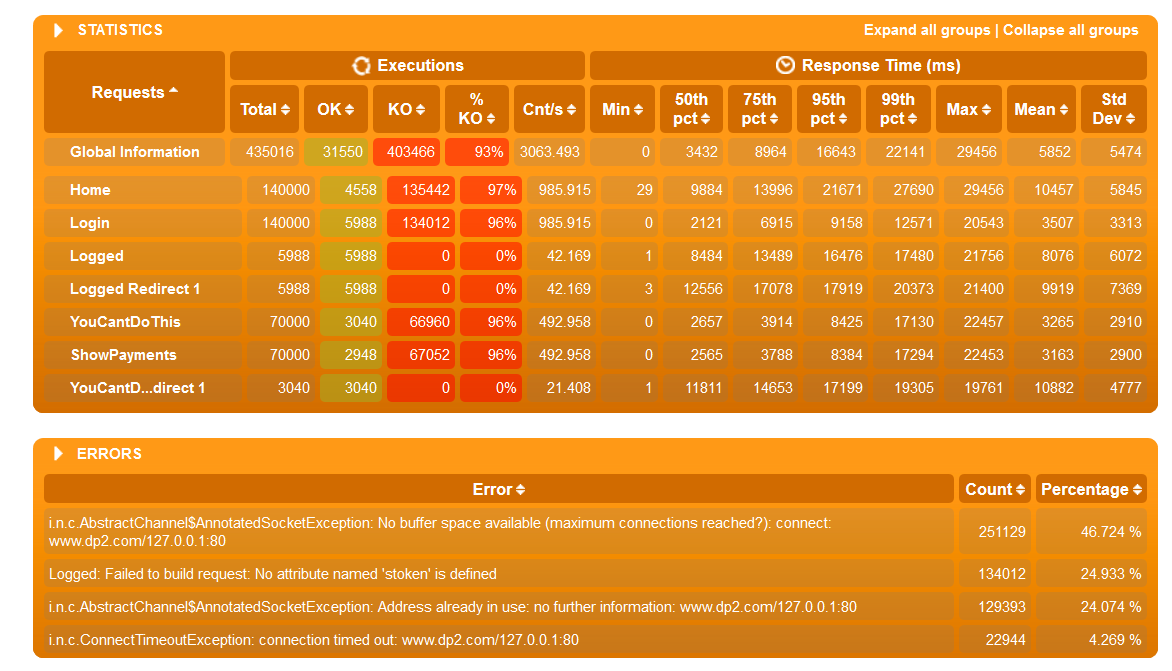 STATISTICS Expand all groups | Collapse all groups
Requests Executions Response Time (ms)
Total OK KO % KO Cnt/s Min 50th pct 75th pct 95th pct 99th pct Max Mean Std Dev
Global Information 435016 31550 403466 93% 3063.493 0 3432 8964 16643 22141 29456 5852 5474
Home 140000 4558 135442 97% 985.915 29 9884 13996 21671 27690 29456 10457 5845
Login 140000 5988 134012 96% 985.915 0 2121 6915 9158 12571 20543 3507 3313
Logged 5988 5988 0 0% 42.169 1 8484 13489 16476 17480 21756 8076 6072
Logged Redirect 1 5988 5988 0 0% 42.169 3 12556 17078 17919 20373 21400 9919 7369
YouCantDoThis 70000 3040 66960 96% 492.958 0 2657 3914 8425 17130 22457 3265 2910
ShowPayments 70000 2948 67052 96% 492.958 0 2565 3788 8384 17294 22453 3163 2900
YouCantD...direct 1 3040 3040 0 0% 21.408 1 11811 14653 17199 19305 19761 10882 4777
ERRORS
Error Count Percentage
i.n.c.AbstractChannel$AnnotatedSocketException: No buffer space available (maximum connections reached?): connect:
www.dp2.com/127.0.0.1:80 251129 46.724 %
Logged: Failed to build request: No attribute named 'stoken' is defined 134012 24.933 %
i.n.c.AbstractChannel$AnnotatedSocketException: Address already in use: no further information: www.dp2.com/127.0.0.1:80 129393 24.074 %
i.n.c.ConnectTimeoutException: connection timed out: www.dp2.com/127.0.0.1:80 22944 4.269 %